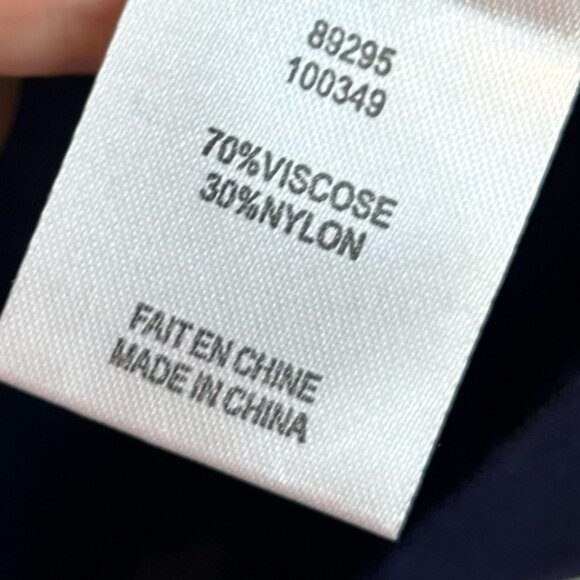 89295
100349
70%VISCOSE
30%NYLON
FAIT EN CHINE
MADE IN CHINA